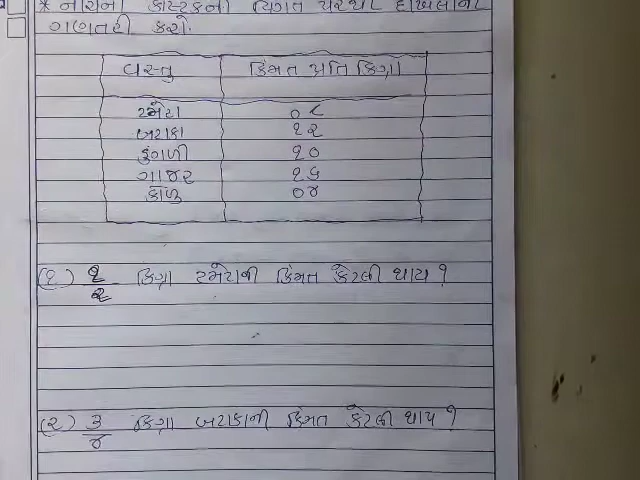 * નીચેના કોસ્ટકની વિગત પરથી દાખલાની
ગણતરી કરો.
વસ્તુ કિંમત પ્રતિ કિગ્રા
ટમેટા ૦૮
બટાકા ૧૨
ડુંગળી ૧૦
ગાજર ૧૬
કોળુ ૦૪
(૧) ૧/૨ કિગ્રા ટમેટાની કિંમત કેટલી થાય ?
(૨) ૩/૪ કિગ્રા બટાકાની કિંમત કેટલી થાય ?